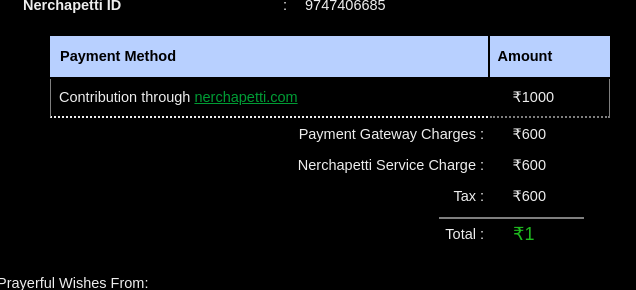 Nerchapetti ID : 9747406685
Payment Method Amount
Contribution through nerchapetti.com ₹1000
Payment Gateway Charges : ₹600
Nerchapetti Service Charge : ₹600
Tax : ₹600
Total : ₹1
Prayerful Wishes From: